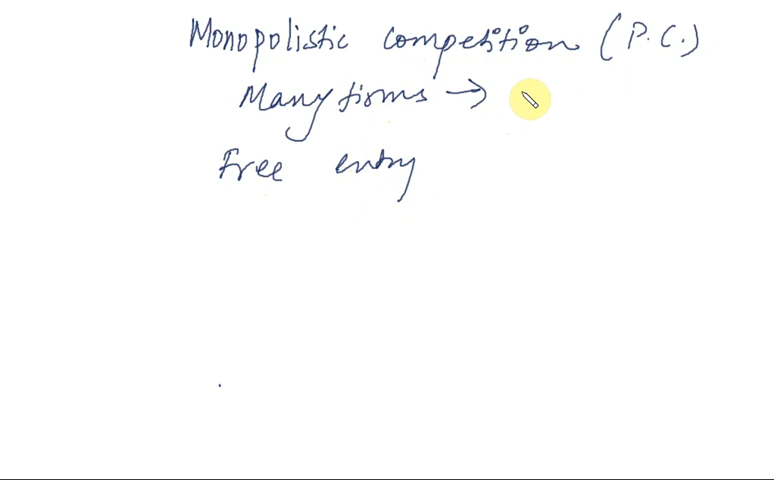 Monopolistic competition (P.C.)
Many firms →
Free entry